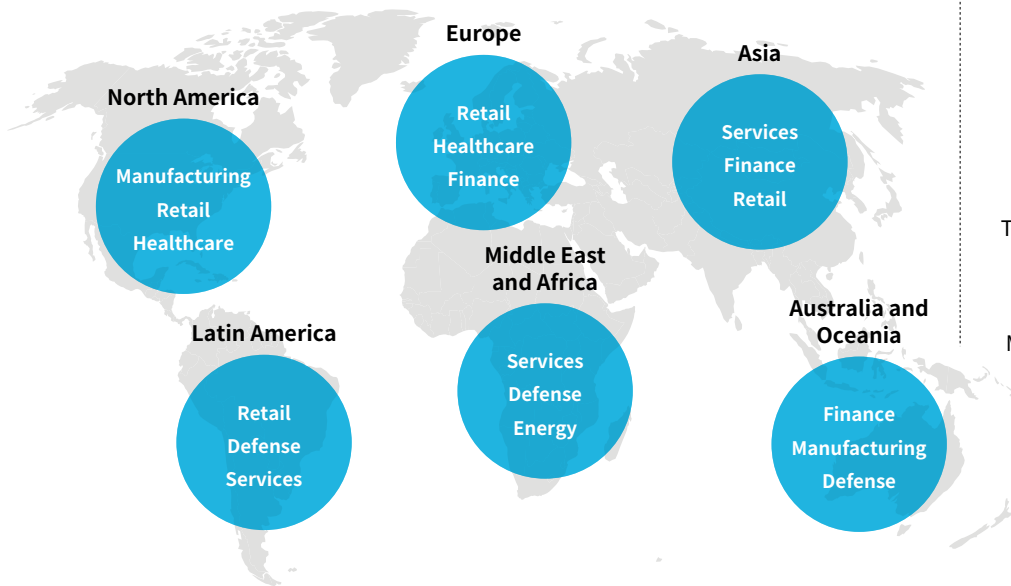 Europe
Retail
Healthcare
Finance
Asia
Services
Finance
Retail
North America
Manufacturing
Retail
Healthcare
Middle East
and Africa
Services
Defense
Energy
Latin America
Retail
Defense
Services
Australia and
Oceania
Finance
Manufacturing
Defense